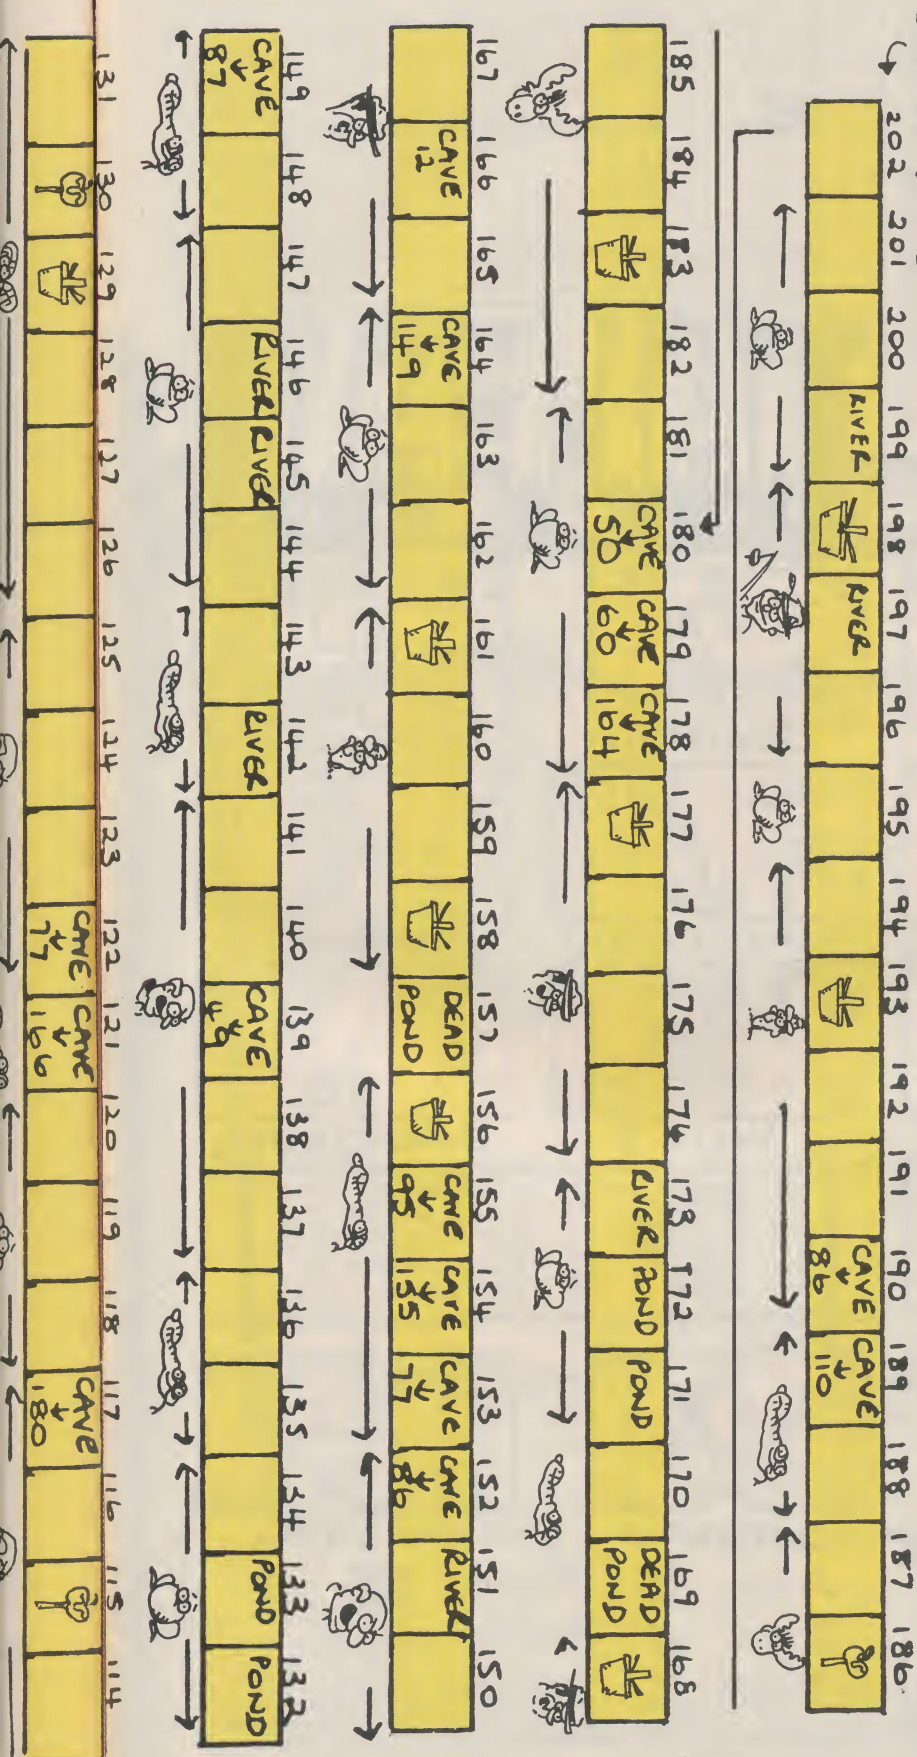 202 201 200 199 198 197 196 195 194 193 192 191 190 189 188 187 186
RIVER RIVER CAVE CAVE
↓ ↓
86 110
185 184 183 182 181 180 179 178 177 176 175 174 173 172 171 170 169 168
CAVE CAVE CAVE RIVER POND POND DEAD
↓ ↓ ↓
50 60 164 POND
167 166 165 164 163 162 161 160 159 158 157 156 155 154 153 152 151 150
CAVE CAVE DEAD CAVE CAVE CAVE CAVE RIVER
↓ ↓ ↓ ↓ ↓
12 149 POND 95 135 77 86
149 148 147 146 145 144 143 142 141 140 139 138 137 136 135 134 133 132
CAVE RIVER RIVER RIVER CAVE POND POND
↓ ↓
87 49
131 130 129 128 127 126 125 124 123 122 121 120 119 118 117 116 115 114
CAVE CAVE CAVE
↓ ↓ ↓
77 166 180